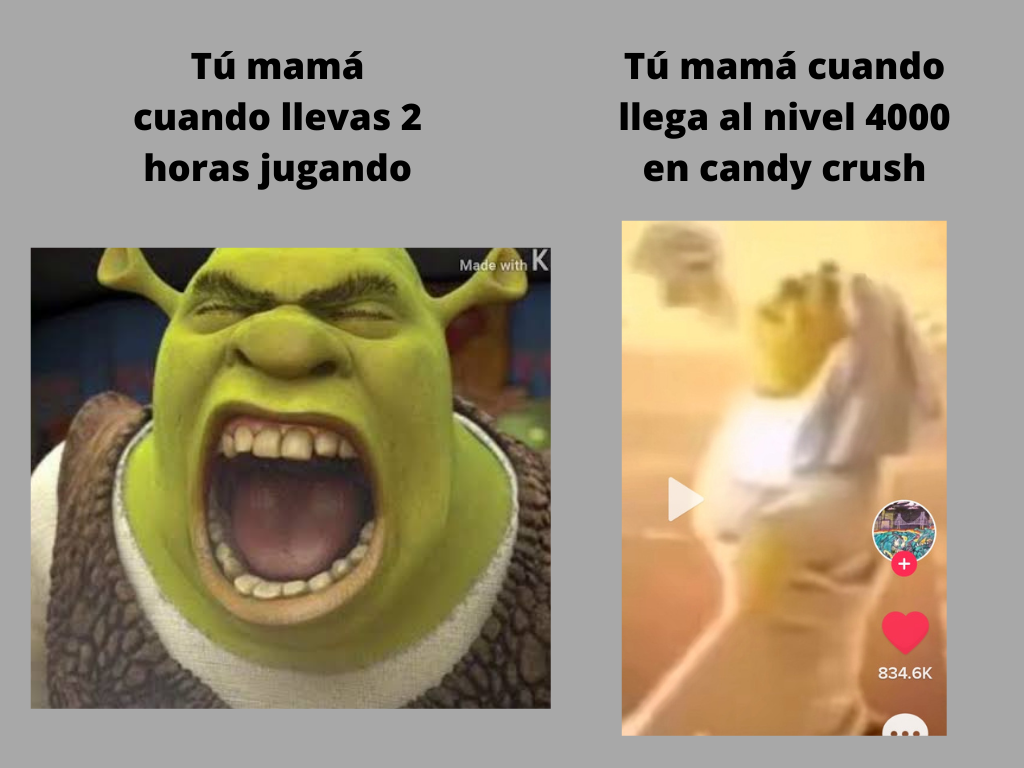 Tú mamá
cuando llevas 2
horas jugando
Tú mamá cuando
llega al nivel 4000
en candy crush
Made with K
834.6K